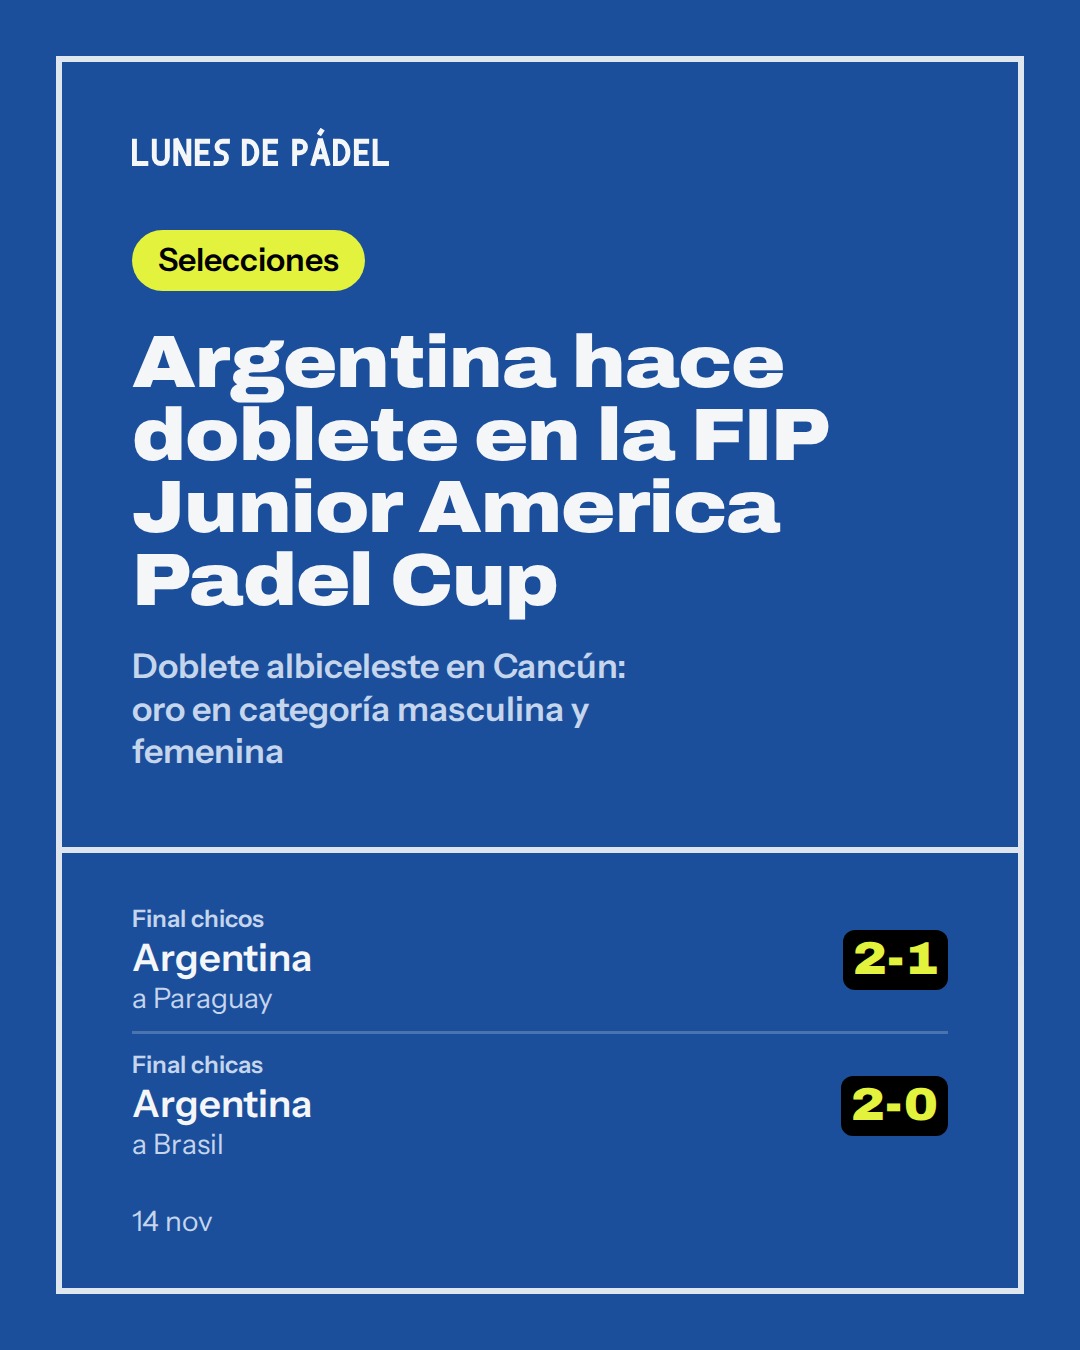 LUNES DE PÁDEL
Selecciones
Argentina hace
doblete en la FIP
Junior America
Padel Cup
Doblete albiceleste en Cancún:
oro en categoría masculina y
femenina
Final chicos
Argentina
a Paraguay
2-1
Final chicas
Argentina
a Brasil
2-0
14 nov